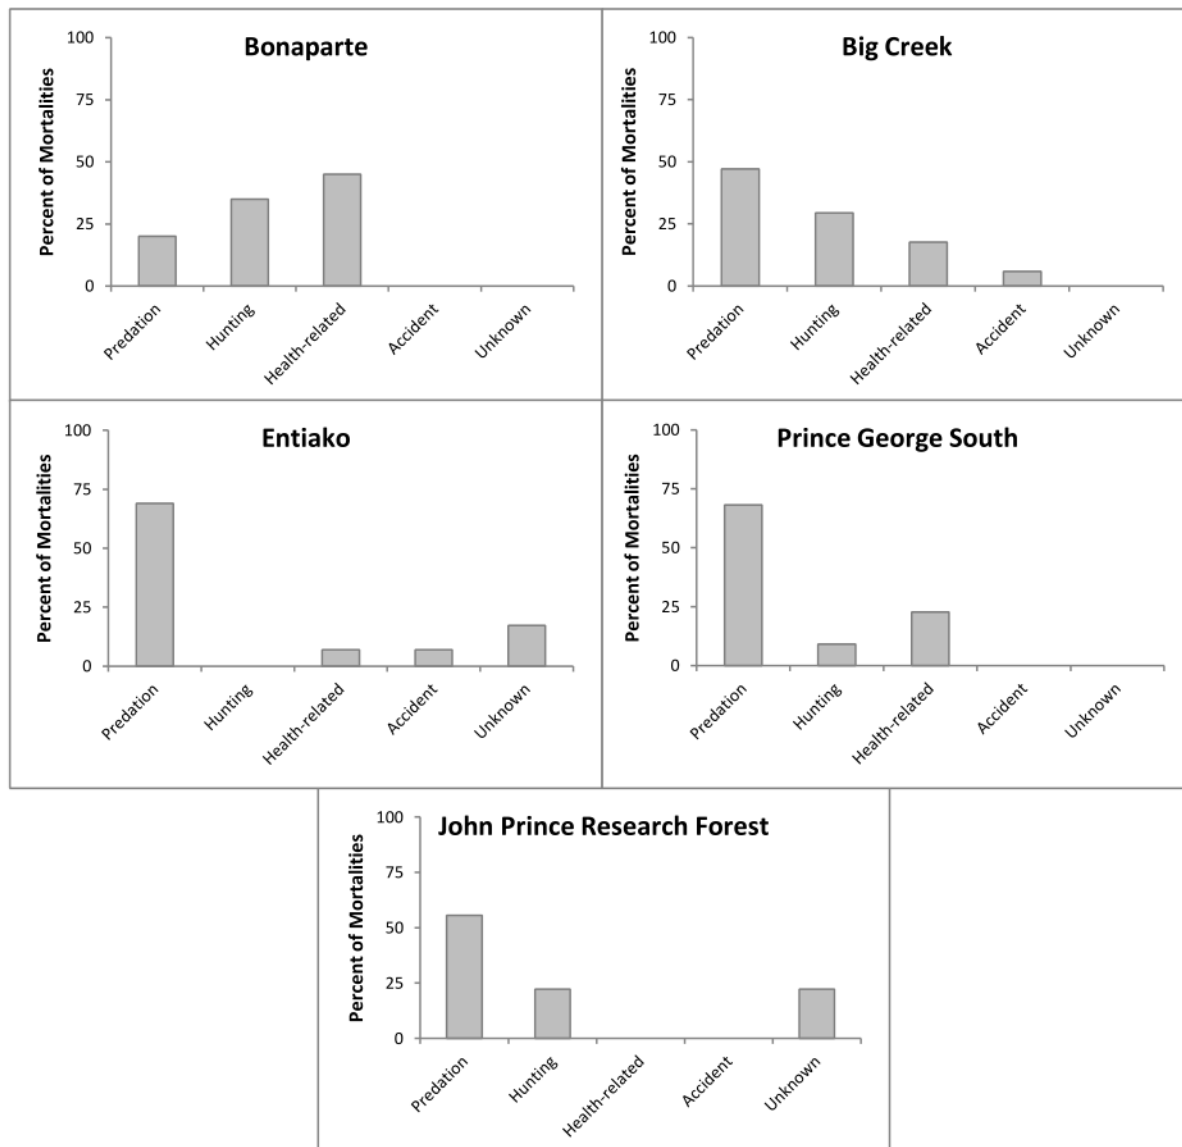 Bonaparte
Percent of Mortalities
100
75
50
25
0
Predation
Hunting
Health-related
Accident
Unknown
Big Creek
Percent of Mortalities
100
75
50
25
0
Predation
Hunting
Health-related
Accident
Unknown
Entiako
Percent of Mortalities
100
75
50
25
0
Predation
Hunting
Health-related
Accident
Unknown
Prince George South
Percent of Mortalities
100
75
50
25
0
Predation
Hunting
Health-related
Accident
Unknown
John Prince Research Forest
Percent of Mortalities
100
75
50
25
0
Predation
Hunting
Health-related
Accident
Unknown